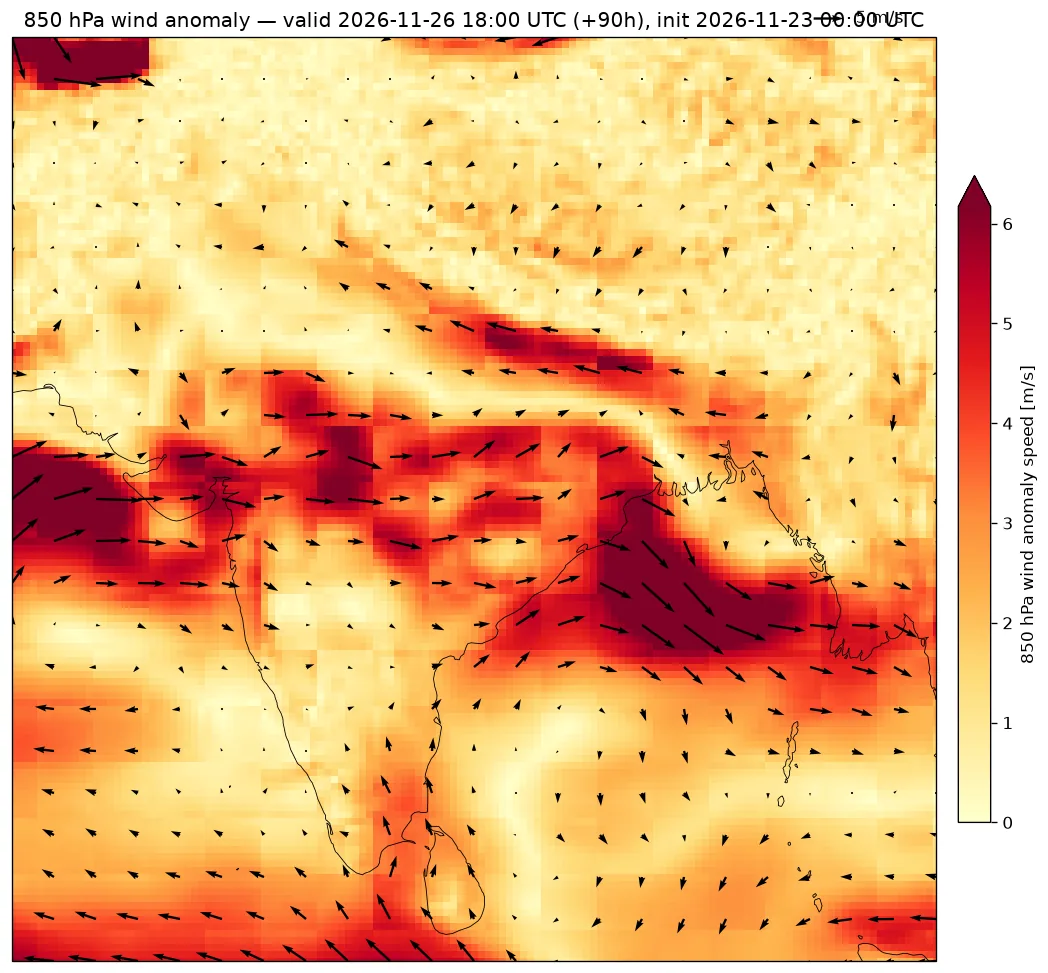 850 hPa wind anomaly — valid 2026-11-26 18:00 UTC (+90h), init 2026-11-23 00:00 UTC
5 m/s
6
5
4
3
2
1
0
850 hPa wind anomaly speed [m/s]